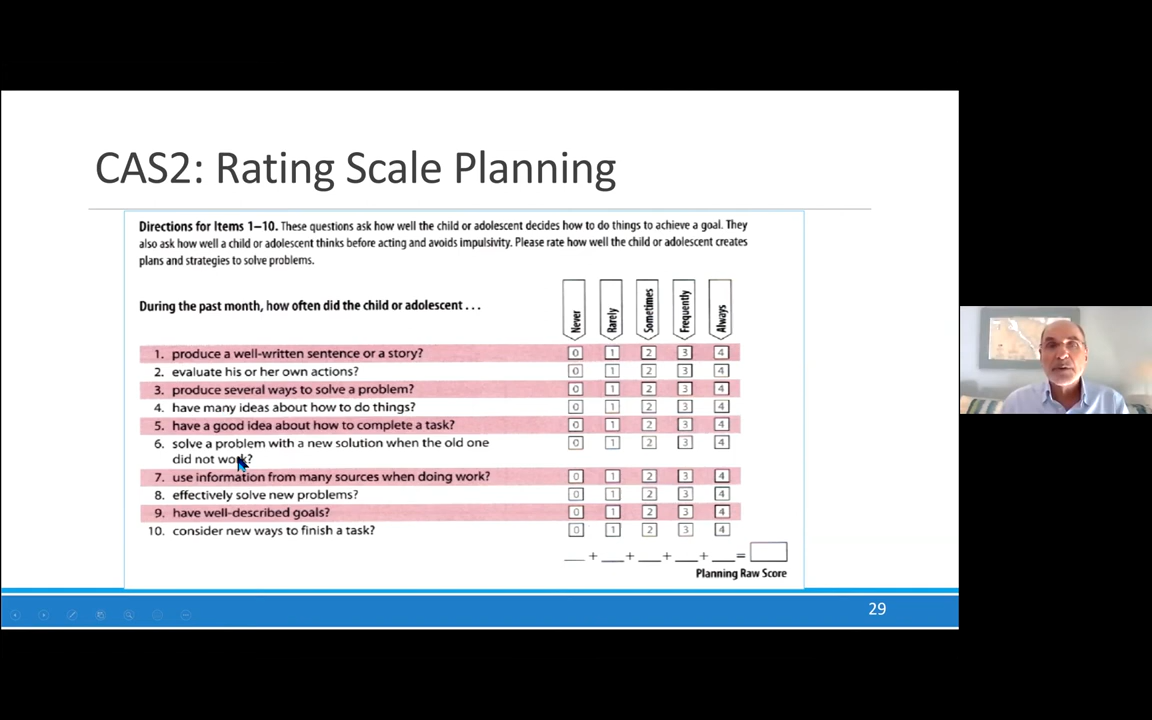 CAS2: Rating Scale Planning
Directions for Items 1–10. These questions ask how well the child or adolescent decides how to do things to achieve a goal. They
also ask how well a child or adolescent thinks before acting and avoids impulsivity. Please rate how well the child or adolescent creates
plans and strategies to solve problems.
During the past month, how often did the child or adolescent . . .
Never
Rarely
Sometimes
Frequently
Always
1. produce a well-written sentence or a story? 0 1 2 3 4
2. evaluate his or her own actions? 0 1 2 3 4
3. produce several ways to solve a problem? 0 1 2 3 4
4. have many ideas about how to do things? 0 1 2 3 4
5. have a good idea about how to complete a task? 0 1 2 3 4
6. solve a problem with a new solution when the old one 0 1 2 3 4
did not work?
7. use information from many sources when doing work? 0 1 2 3 4
8. effectively solve new problems? 0 1 2 3 4
9. have well-described goals? 0 1 2 3 4
10. consider new ways to finish a task? 0 1 2 3 4
___ + ___ + ___ + ___ + ___ =
Planning Raw Score
29